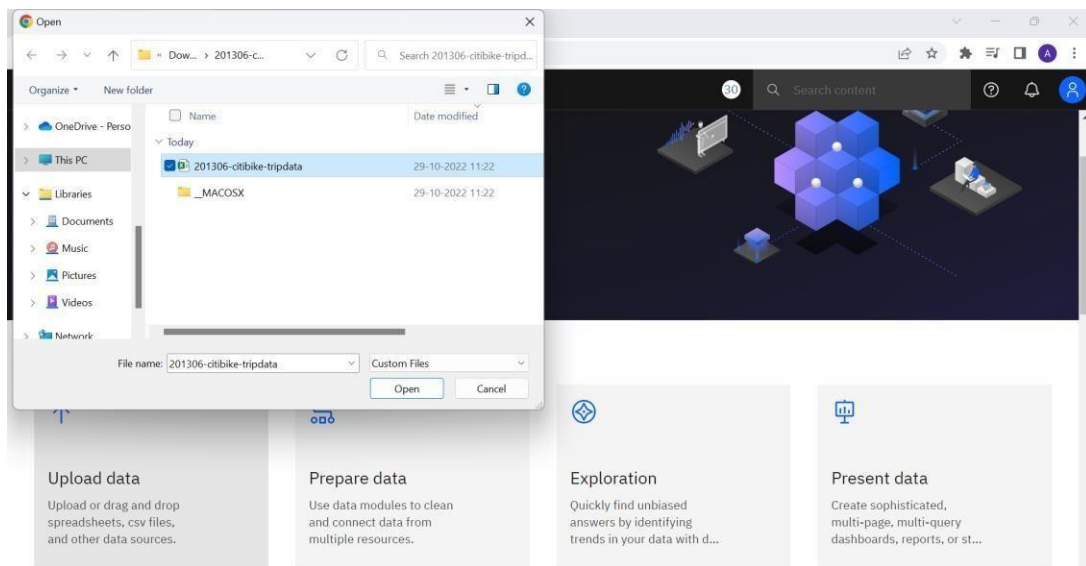 Open
« Dow... > 201306-c...
Search 201306-citibike-tripd...
Organize
New folder
30
Search content
A
Name
Date modified
OneDrive - Perso
Today
This PC
201306-citibike-tripdata
29-10-2022 11:22
Libraries
_MACOSX
29-10-2022 11:22
Documents
Music
Pictures
Videos
Network
File name:
201306-citibike-tripdata
Custom Files
Open
Cancel
Upload data
Upload or drag and drop
spreadsheets, csv files,
and other data sources.
Prepare data
Use data modules to clean
and connect data from
multiple resources.
Exploration
Quickly find unbiased
answers by identifying
trends in your data with d...
Present data
Create sophisticated,
multi-page, multi-query
dashboards, reports, or st...